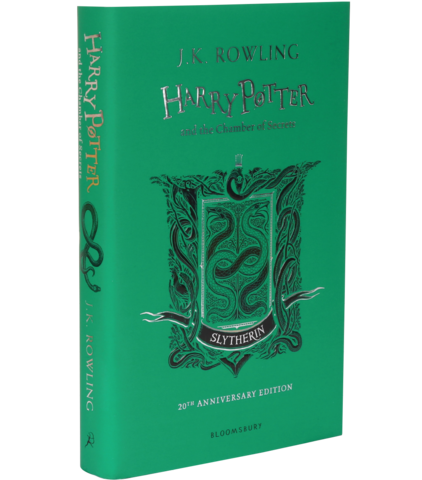 J.K. ROWLING
HARRY POTTER
and the Chamber of Secrets
SLYTHERIN
20TH ANNIVERSARY EDITION
BLOOMSBURY
HARRY POTTER
and the Chamber of Secrets
J.K. ROWLING